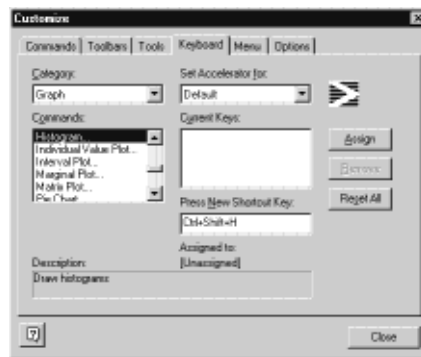 Customize
Commands Toolbars Tools Keyboard Menu Options
Category:
Graph
Set Accelerator for:
Default
Commands:
Histogram...
Individual Value Plot...
Interval Plot...
Marginal Plot...
Matrix Plot...
Pie Chart...
Current Keys:
Assign
Remove
Reset All
Press New Shortcut Key:
Ctrl+Shift+H
Assigned to:
[Unassigned]
Description:
Draw histograms
Close